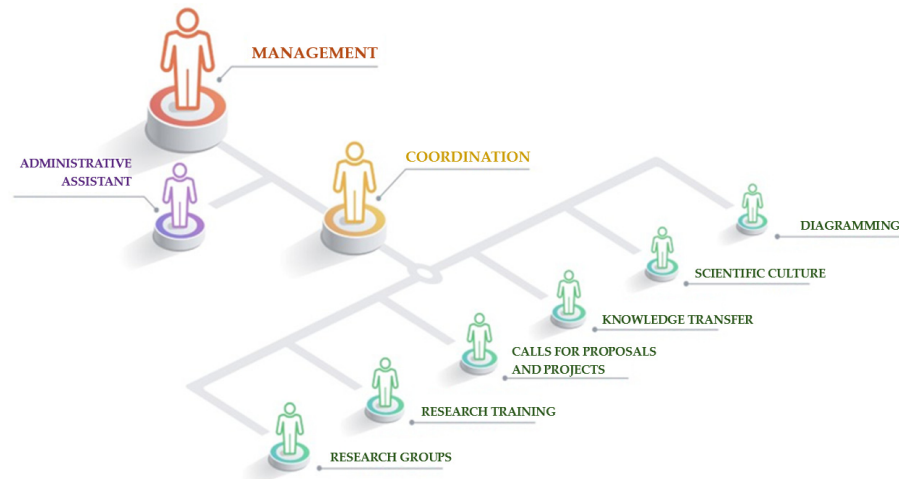 MANAGEMENT
ADMINISTRATIVE
ASSISTANT
COORDINATION
DIAGRAMMING
SCIENTIFIC CULTURE
KNOWLEDGE TRANSFER
CALLS FOR PROPOSALS
AND PROJECTS
RESEARCH TRAINING
RESEARCH GROUPS